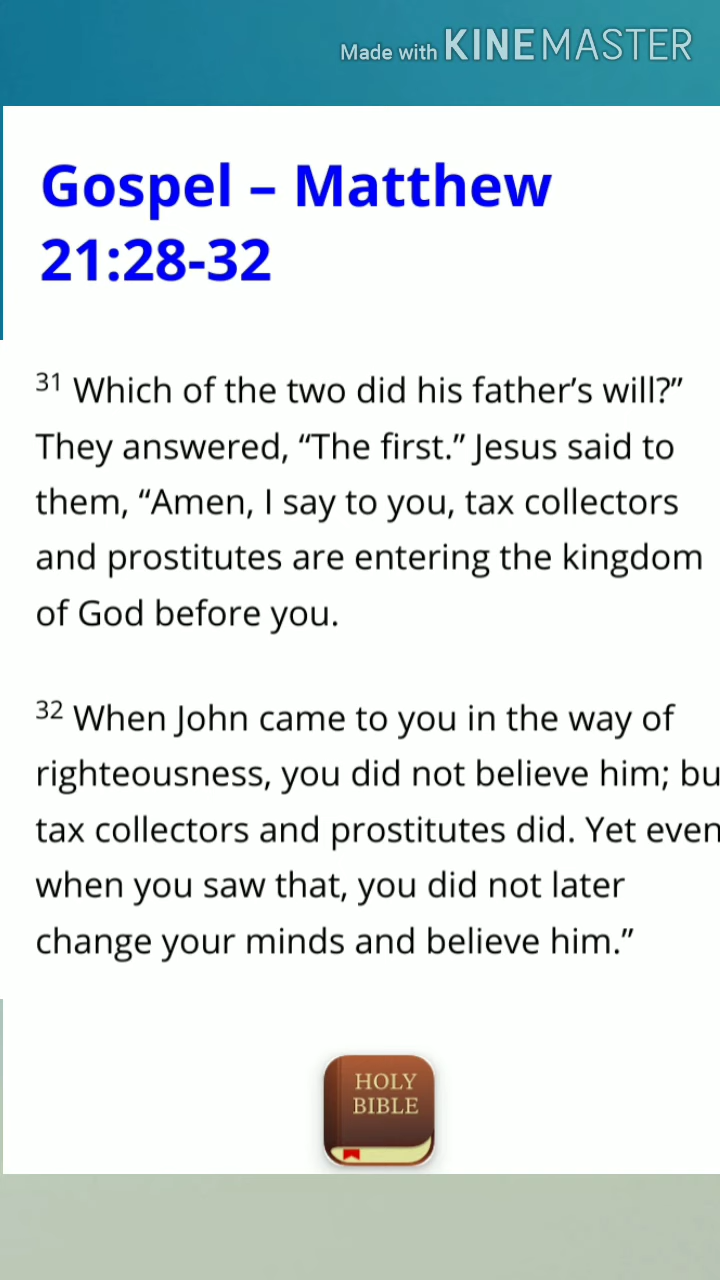 Made with KINEMASTER
Gospel – Matthew
21:28-32
31 Which of the two did his father’s will?”
They answered, “The first.” Jesus said to
them, “Amen, I say to you, tax collectors
and prostitutes are entering the kingdom
of God before you.
32 When John came to you in the way of
righteousness, you did not believe him; bu
tax collectors and prostitutes did. Yet even
when you saw that, you did not later
change your minds and believe him.”
HOLY
BIBLE